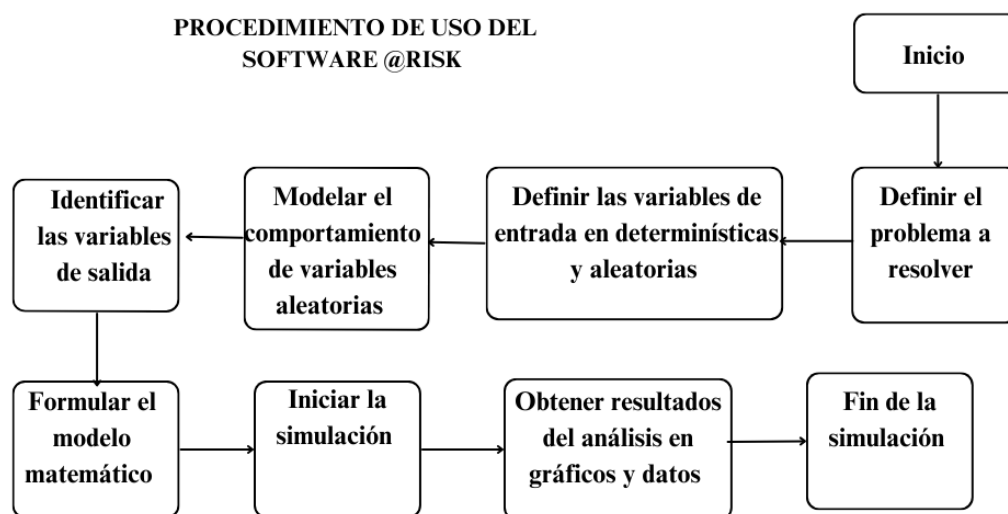 PROCEDIMIENTO DE USO DEL
SOFTWARE @RISK
Inicio
Definir el
problema a
resolver
Definir las variables de
entrada en determinísticas
y aleatorias
Modelar el
comportamiento
de variables
aleatorias
Identificar
las variables
de salida
Formular el
modelo
matemático
Iniciar la
simulación
Obtener resultados
del análisis en
gráficos y datos
Fin de la
simulación